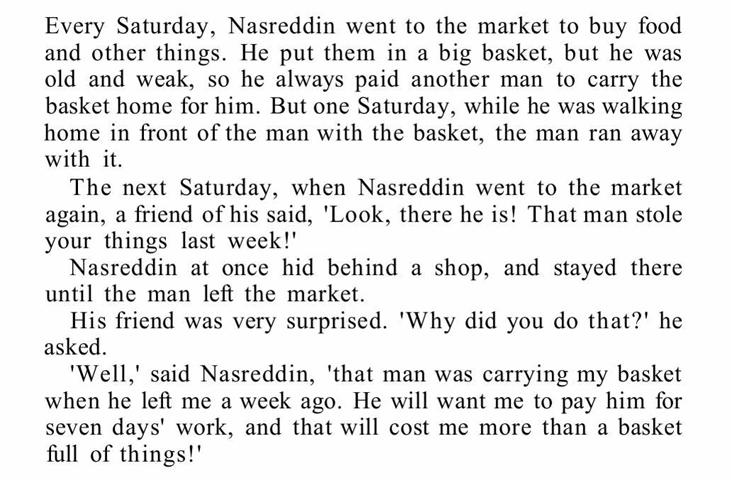 Every Saturday, Nasreddin went to the market to buy food
and other things. He put them in a big basket, but he was
old and weak, so he always paid another man to carry the
basket home for him. But one Saturday, while he was walking
home in front of the man with the basket, the man ran away
with it.
The next Saturday, when Nasreddin went to the market
again, a friend of his said, 'Look, there he is! That man stole
your things last week!'
Nasreddin at once hid behind a shop, and stayed there
until the man left the market.
His friend was very surprised. 'Why did you do that?' he
asked.
'Well,' said Nasreddin, 'that man was carrying my basket
when he left me a week ago. He will want me to pay him for
seven days' work, and that will cost me more than a basket
full of things!'